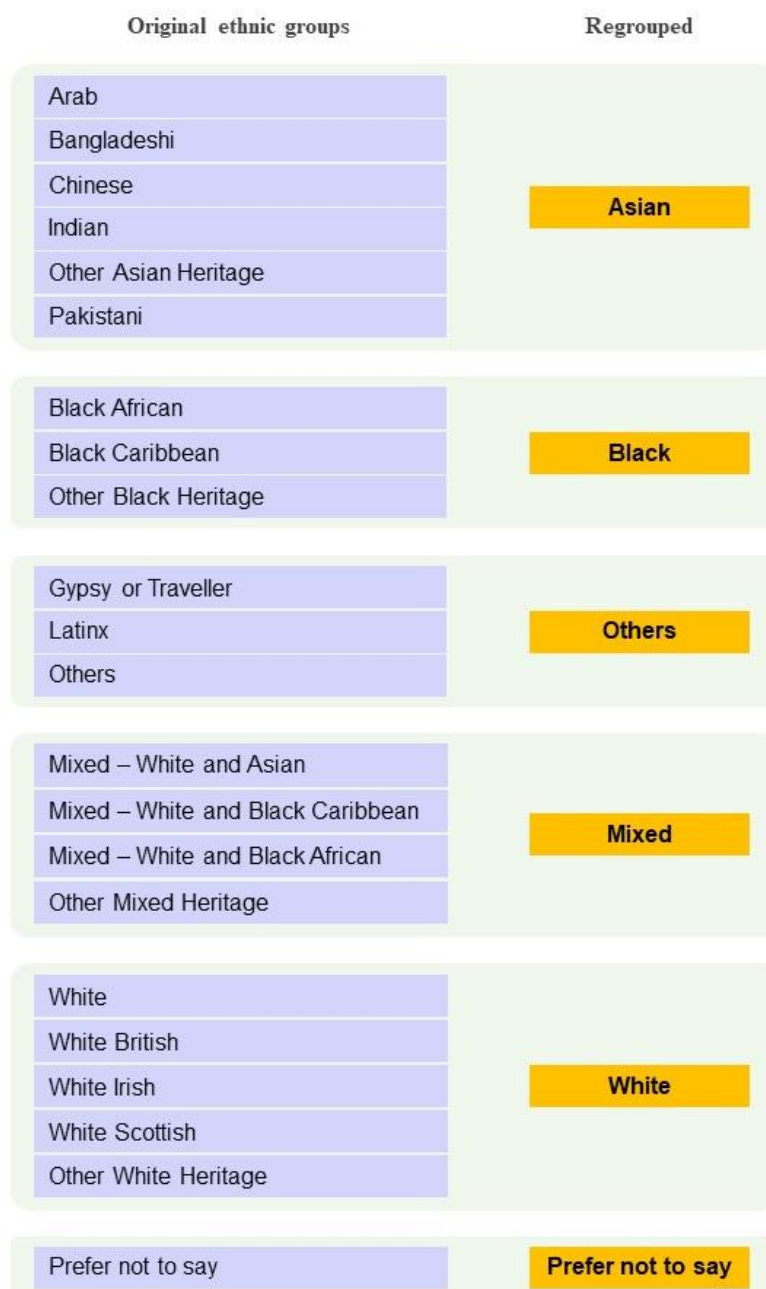 Original ethnic groups Regrouped
Arab
Bangladeshi
Chinese
Asian
Indian
Other Asian Heritage
Pakistani
Black African
Black Caribbean Black
Other Black Heritage
Gypsy or Traveller
Latinx Others
Others
Mixed – White and Asian
Mixed – White and Black Caribbean
Mixed
Mixed – White and Black African
Other Mixed Heritage
White
White British
White Irish White
White Scottish
Other White Heritage
Prefer not to say Prefer not to say